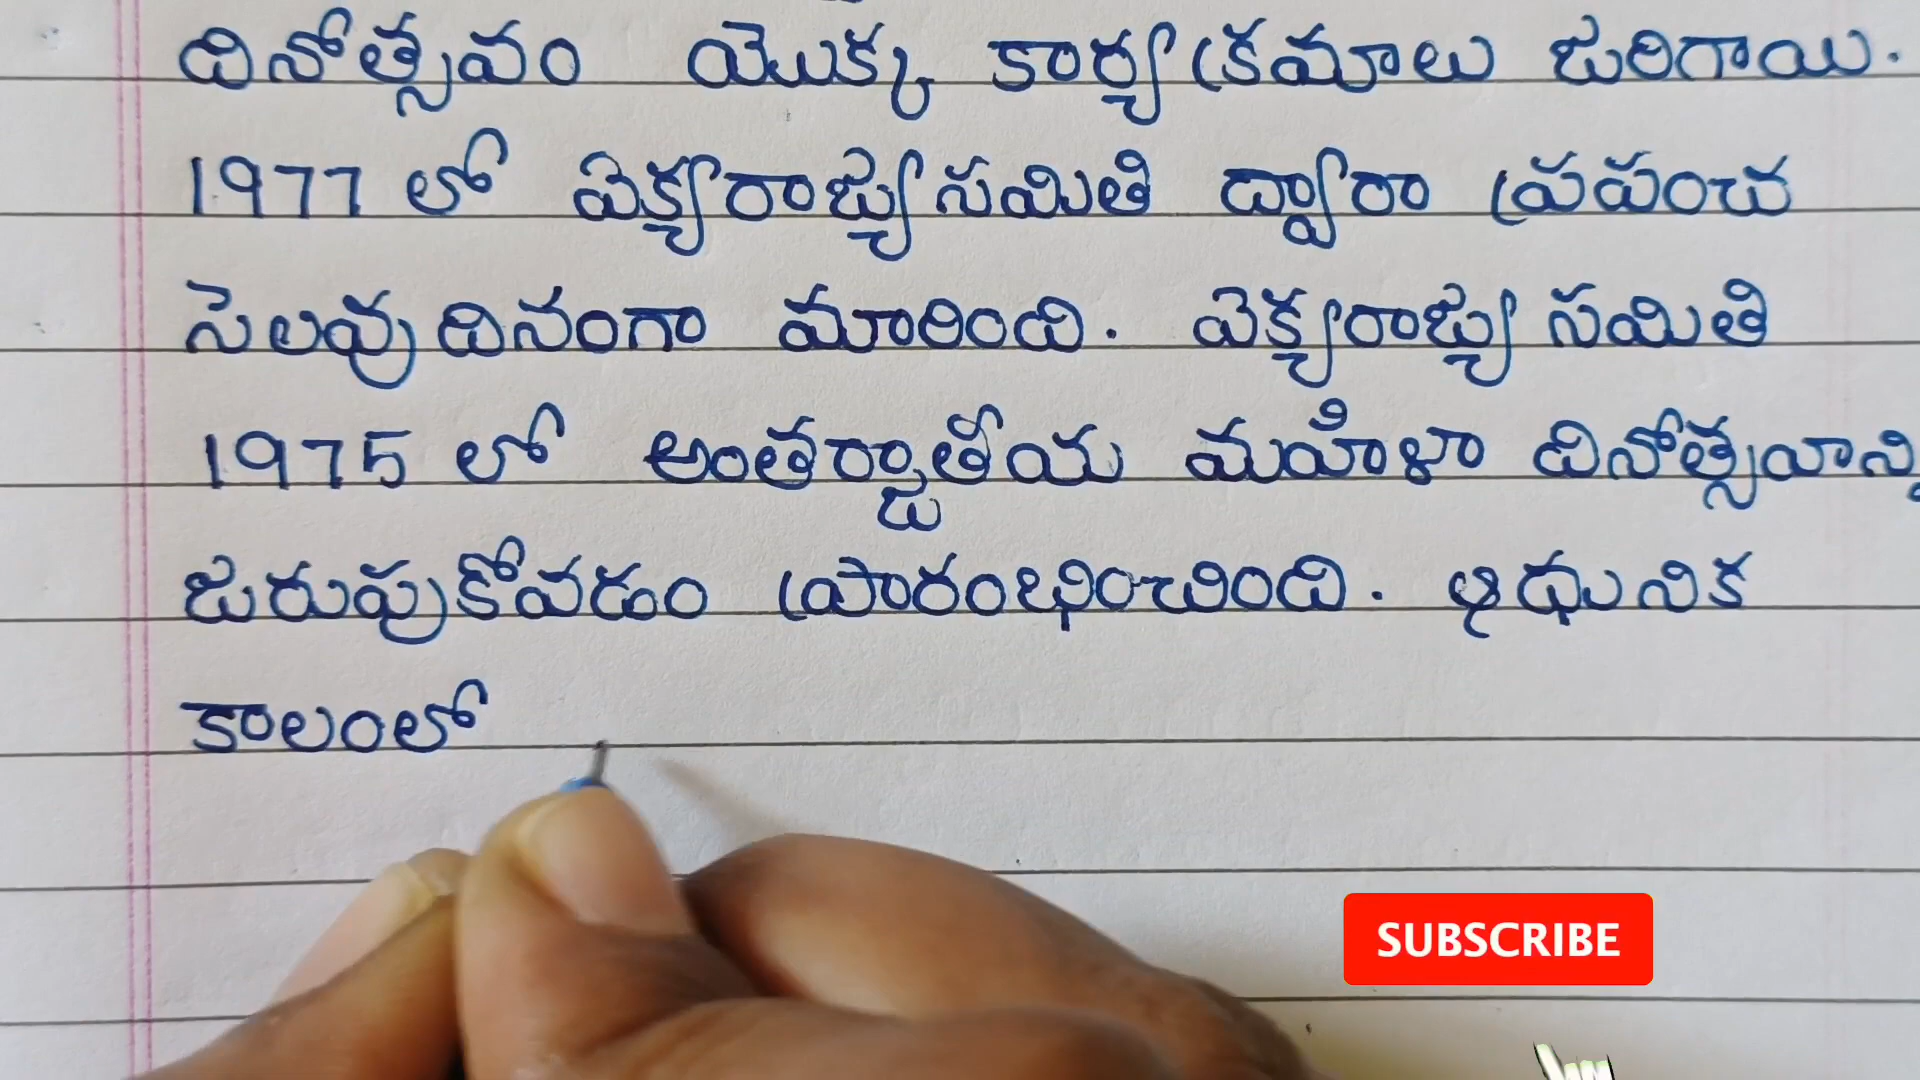 దినోత్సవం యొక్క కార్యక్రమాలు జరిగాయి.
1977 లో ఐక్యరాజ్యసమితి ద్వారా ప్రపంచ
సెలవుదినంగా మారింది. ఐక్యరాజ్య సమితి
1975 లో అంతర్జాతీయ మహిళా దినోత్సవాన్ని
జరుపుకోవడం ప్రారంభించింది. ఆధునిక
కాలంలో
SUBSCRIBE